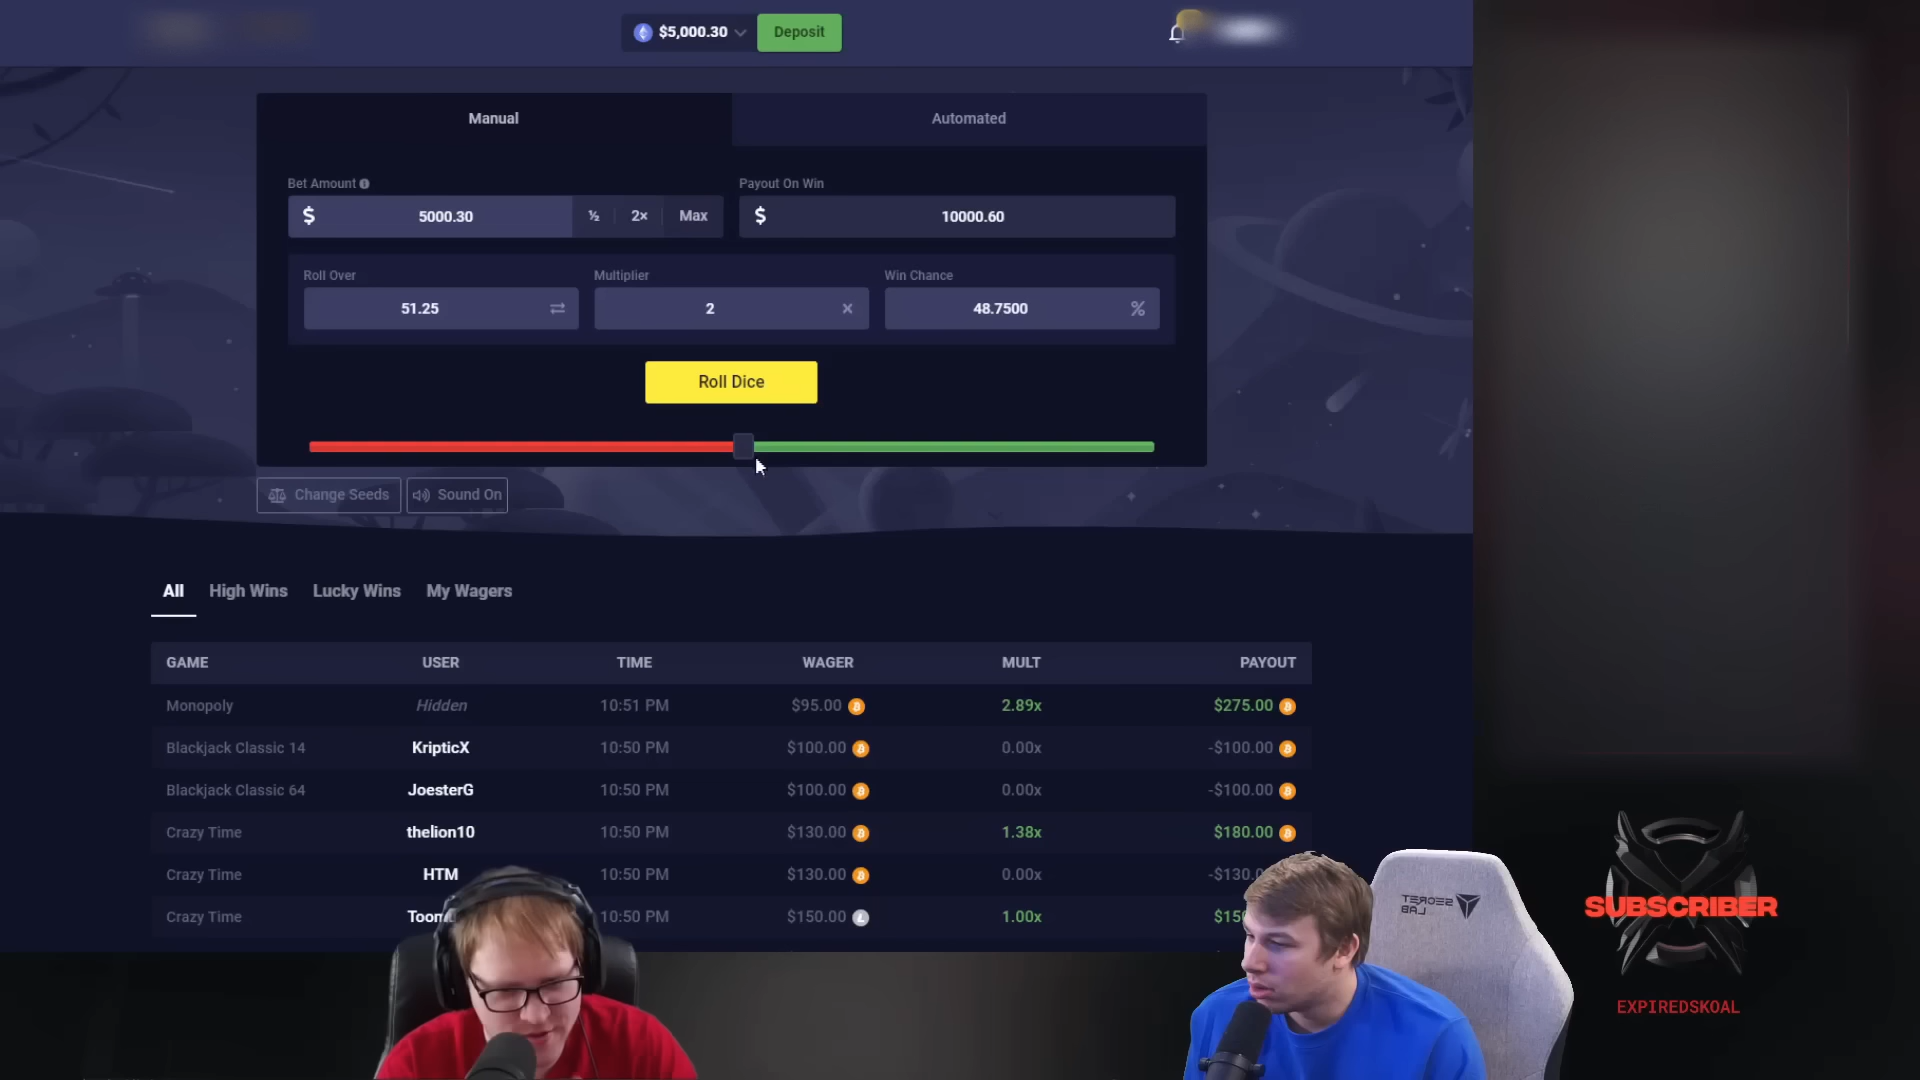 $5,000.30
Deposit
Manual
Automated
Bet Amount
Payout On Win
$ 5000.30 ½ 2× Max
$ 10000.60
Roll Over
Multiplier
Win Chance
51.25
2 ×
48.7500 %
Roll Dice
Change Seeds
Sound On
All High Wins Lucky Wins My Wagers
GAME USER TIME WAGER MULT PAYOUT
Monopoly Hidden 10:51 PM $95.00 2.89x $275.00
Blackjack Classic 14 KripticX 10:50 PM $100.00 0.00x -$100.00
Blackjack Classic 64 JoesterG 10:50 PM $100.00 0.00x -$100.00
Crazy Time thelion10 10:50 PM $130.00 1.38x $180.00
Crazy Time HTM 10:50 PM $130.00 0.00x -$130.0
Crazy Time 10:50 PM $150.00 1.00x
SECRET
LAB
SUBSCRIBER
EXPIREDSKOAL